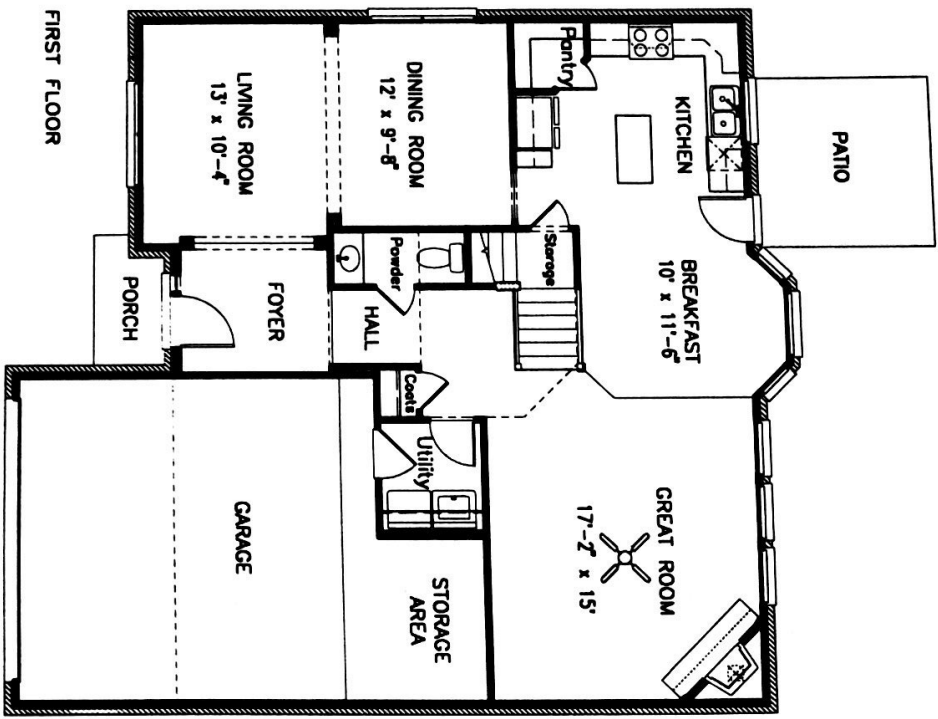 FIRST FLOOR
PATIO
Pantry
KITCHEN
DINING ROOM
12' x 9'-8"
LIVING ROOM
13' x 10'-4"
BREAKFAST
10' x 11'-6"
Storage
Powder
HALL
FOYER
PORCH
Coats
Utility
GREAT ROOM
17'-2" x 15'
GARAGE
STORAGE
AREA